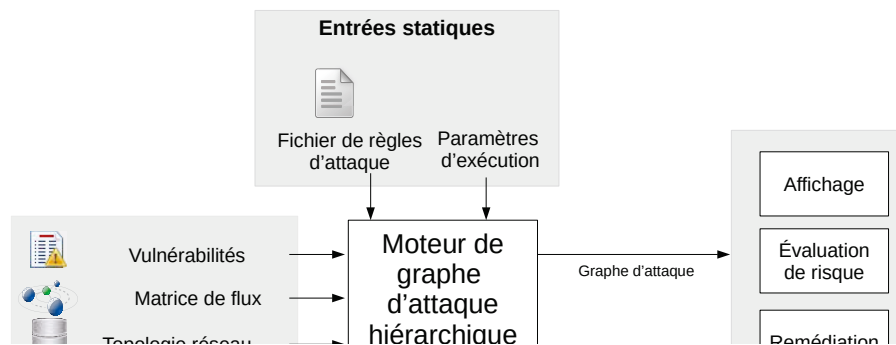 Entrées statiques
Fichier de règles
d'attaque
Paramètres
d'exécution
Vulnérabilités
Matrice de flux
Topologie réseau
Moteur de
graphe
d'attaque
hiérarchique
Graphe d'attaque
Affichage
Évaluation
de risque
Remédiation